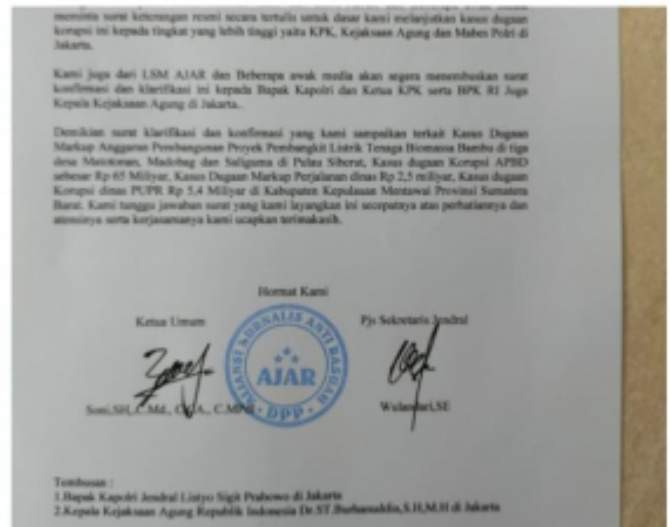 meminta surat keterangan resmi secara tertulis untuk dasar kami melanjutkan kasus dugaan
korupsi ini kepada tingkat yang lebih tinggi yaitu KPK, Kejaksaan Agung dan Mabes Polri di
Jakarta.
Kami juga dari LSM AJAR dan Beberapa awak media akan segera menembuskan surat
konfirmasi dan klarifikasi ini kepada Bapak Kapolri dan Ketua KPK serta BPK RI Juga
Kepala Kejaksaan Agung di Jakarta..
Demikian surat klarifikasi dan konfirmasi yang kami sampaikan terkait Kasus Dugaan
Markup Anggaran Pembangunan Proyek Pembangkit Listrik Tenaga Biomassa Bambu di tiga
desa Matotonan, Madobag dan Saliguma di Pulau Siberut, Kasus dugaan Korupsi APBD
sebesar Rp 65 Miliyar, Kasus Dugaan Markup Perjalanan dinas Rp 2,5 miliyar, Kasus dugaan
Korupsi dinas PUPR Rp 5,4 Miliyar di Kabupaten Kepulauan Mentawai Provinsi Sumatera
Barat. Kami tunggu jawaban surat yang kami layangkan ini secepatnya atas perhatiannya dan
atensinya serta kerjasamanya kami ucapkan terimakasih.
Hormat Kami
Ketua Umum
Pjs Sekretaris Jendral
ALIANSI JURNALIS ANTI RASUAH
AJAR
DPP
Soni,SH, C.Md.,
Wulandari,SE
Tembusan :
1.Bapak Kapolri Jendral Listyo Sigit Prabowo di Jakarta
2.Kepala Kejaksaan Agung Republik Indonesia Dr.ST.Burhanuddin,S.H,M.H di Jakarta